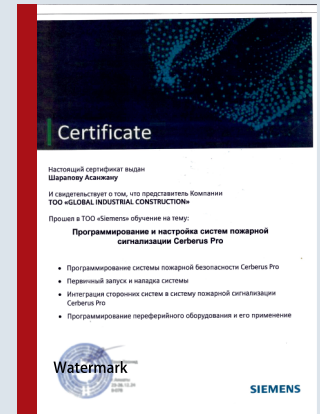 Certificate
Настоящий сертификат выдан
Шарапову Асанжану
И свидетельствует о том, что представитель Компании
ТОО «GLOBAL INDUSTRIAL CONSTRUCTION»
Прошел в ТОО «Siemens» обучение на тему:
Программирование и настройка систем пожарной
сигнализации Cerberus Pro
• Программирование системы пожарной безопасности Cerberus Pro
• Первичный запуск и наладка системы
• Интеграция сторонних систем в систему пожарной сигнализации
Cerberus Pro
• Программирование переферийного оборудования и его применение
Watermark
SIEMENS